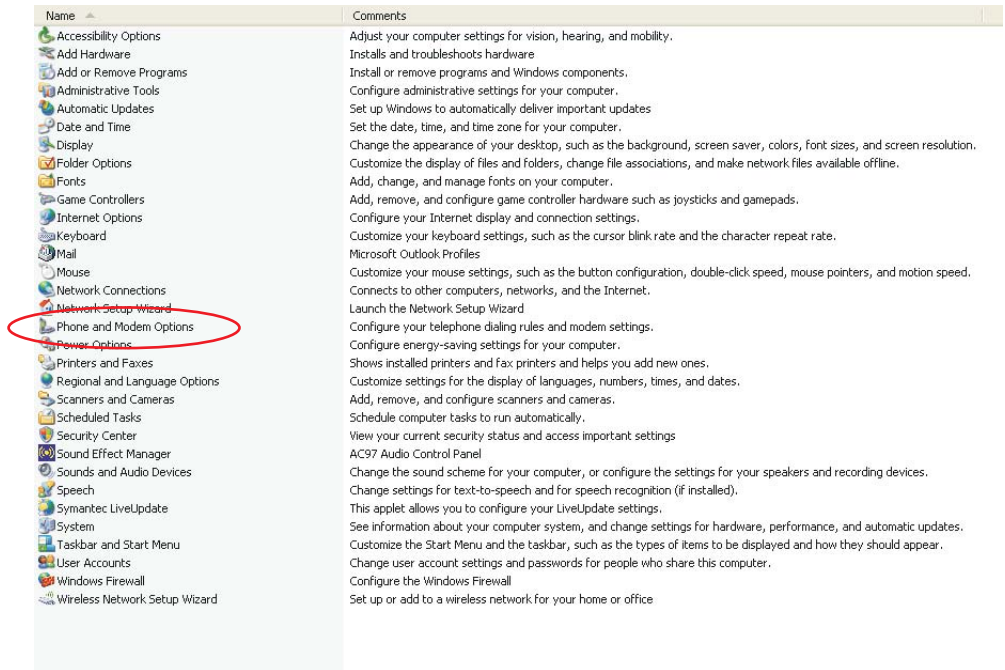 Name Comments
Accessibility Options Adjust your computer settings for vision, hearing, and mobility.
Add Hardware Installs and troubleshoots hardware
Add or Remove Programs Install or remove programs and Windows components.
Administrative Tools Configure administrative settings for your computer.
Automatic Updates Set up Windows to automatically deliver important updates
Date and Time Set the date, time, and time zone for your computer.
Display Change the appearance of your desktop, such as the background, screen saver, colors, font sizes, and screen resolution.
Folder Options Customize the display of files and folders, change file associations, and make network files available offline.
Fonts Add, change, and manage fonts on your computer.
Game Controllers Add, remove, and configure game controller hardware such as joysticks and gamepads.
Internet Options Configure your Internet display and connection settings.
Keyboard Customize your keyboard settings, such as the cursor blink rate and the character repeat rate.
Mail Microsoft Outlook Profiles
Mouse Customize your mouse settings, such as the button configuration, double-click speed, mouse pointers, and motion speed.
Network Connections Connects to other computers, networks, and the Internet.
Network Setup Wizard Launch the Network Setup Wizard
Phone and Modem Options Configure your telephone dialing rules and modem settings.
Power Options Configure energy-saving settings for your computer.
Printers and Faxes Shows installed printers and fax printers and helps you add new ones.
Regional and Language Options Customize settings for the display of languages, numbers, times, and dates.
Scanners and Cameras Add, remove, and configure scanners and cameras.
Scheduled Tasks Schedule computer tasks to run automatically.
Security Center View your current security status and access important settings
Sound Effect Manager AC97 Audio Control Panel
Sounds and Audio Devices Change the sound scheme for your computer, or configure the settings for your speakers and recording devices.
Speech Change settings for text-to-speech and for speech recognition (if installed).
Symantec LiveUpdate This applet allows you to configure your LiveUpdate settings.
System See information about your computer system, and change settings for hardware, performance, and automatic updates.
Taskbar and Start Menu Customize the Start Menu and the taskbar, such as the types of items to be displayed and how they should appear.
User Accounts Change user account settings and passwords for people who share this computer.
Windows Firewall Configure the Windows Firewall
Wireless Network Setup Wizard Set up or add to a wireless network for your home or office